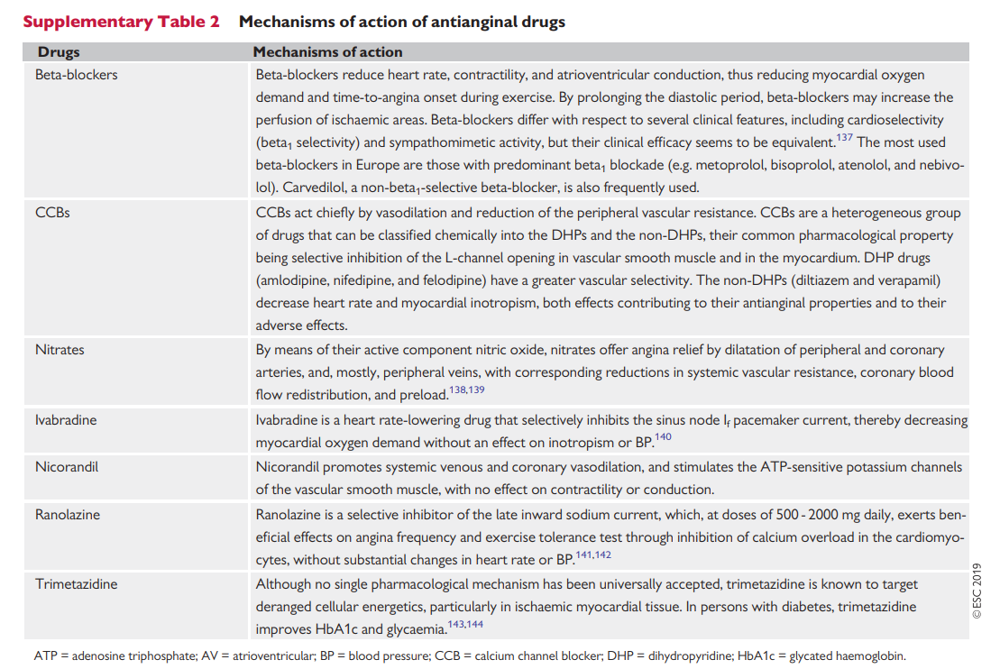 Supplementary Table 2 Mechanisms of action of antianginal drugs
Drugs Mechanisms of action
Beta-blockers Beta-blockers reduce heart rate, contractility, and atrioventricular conduction, thus reducing myocardial oxygen
demand and time-to-angina onset during exercise. By prolonging the diastolic period, beta-blockers may increase the
perfusion of ischaemic areas. Beta-blockers differ with respect to several clinical features, including cardioselectivity
(beta₁ selectivity) and sympathomimetic activity, but their clinical efficacy seems to be equivalent.¹³⁷ The most used
beta-blockers in Europe are those with predominant beta₁ blockade (e.g. metoprolol, bisoprolol, atenolol, and nebivo-
lol). Carvedilol, a non-beta₁-selective beta-blocker, is also frequently used.
CCBs CCBs act chiefly by vasodilation and reduction of the peripheral vascular resistance. CCBs are a heterogeneous group
of drugs that can be classified chemically into the DHPs and the non-DHPs, their common pharmacological property
being selective inhibition of the L-channel opening in vascular smooth muscle and in the myocardium. DHP drugs
(amlodipine, nifedipine, and felodipine) have a greater vascular selectivity. The non-DHPs (diltiazem and verapamil)
decrease heart rate and myocardial inotropism, both effects contributing to their antianginal properties and to their
adverse effects.
Nitrates By means of their active component nitric oxide, nitrates offer angina relief by dilatation of peripheral and coronary
arteries, and, mostly, peripheral veins, with corresponding reductions in systemic vascular resistance, coronary blood
flow redistribution, and preload.¹³⁸,¹³⁹
Ivabradine Ivabradine is a heart rate-lowering drug that selectively inhibits the sinus node If pacemaker current, thereby decreasing
myocardial oxygen demand without an effect on inotropism or BP.¹⁴⁰
Nicorandil Nicorandil promotes systemic venous and coronary vasodilation, and stimulates the ATP-sensitive potassium channels
of the vascular smooth muscle, with no effect on contractility or conduction.
Ranolazine Ranolazine is a selective inhibitor of the late inward sodium current, which, at doses of 500 - 2000 mg daily, exerts ben-
eficial effects on angina frequency and exercise tolerance test through inhibition of calcium overload in the cardiomyo-
cytes, without substantial changes in heart rate or BP.¹⁴¹,¹⁴²
Trimetazidine Although no single pharmacological mechanism has been universally accepted, trimetazidine is known to target
deranged cellular energetics, particularly in ischaemic myocardial tissue. In persons with diabetes, trimetazidine
improves HbA1c and glycaemia.¹⁴³,¹⁴⁴
©ESC 2019
ATP = adenosine triphosphate; AV = atrioventricular; BP = blood pressure; CCB = calcium channel blocker; DHP = dihydropyridine; HbA1c = glycated haemoglobin.